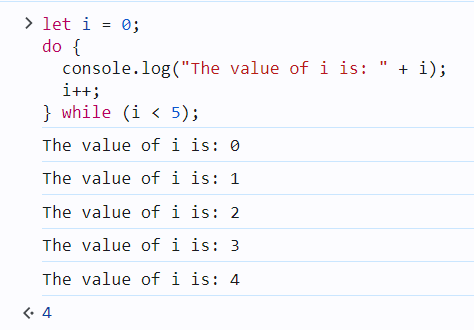 let i = 0;
do {
  console.log("The value of i is: " + i);
  i++;
} while (i < 5);
The value of i is: 0
The value of i is: 1
The value of i is: 2
The value of i is: 3
The value of i is: 4
4